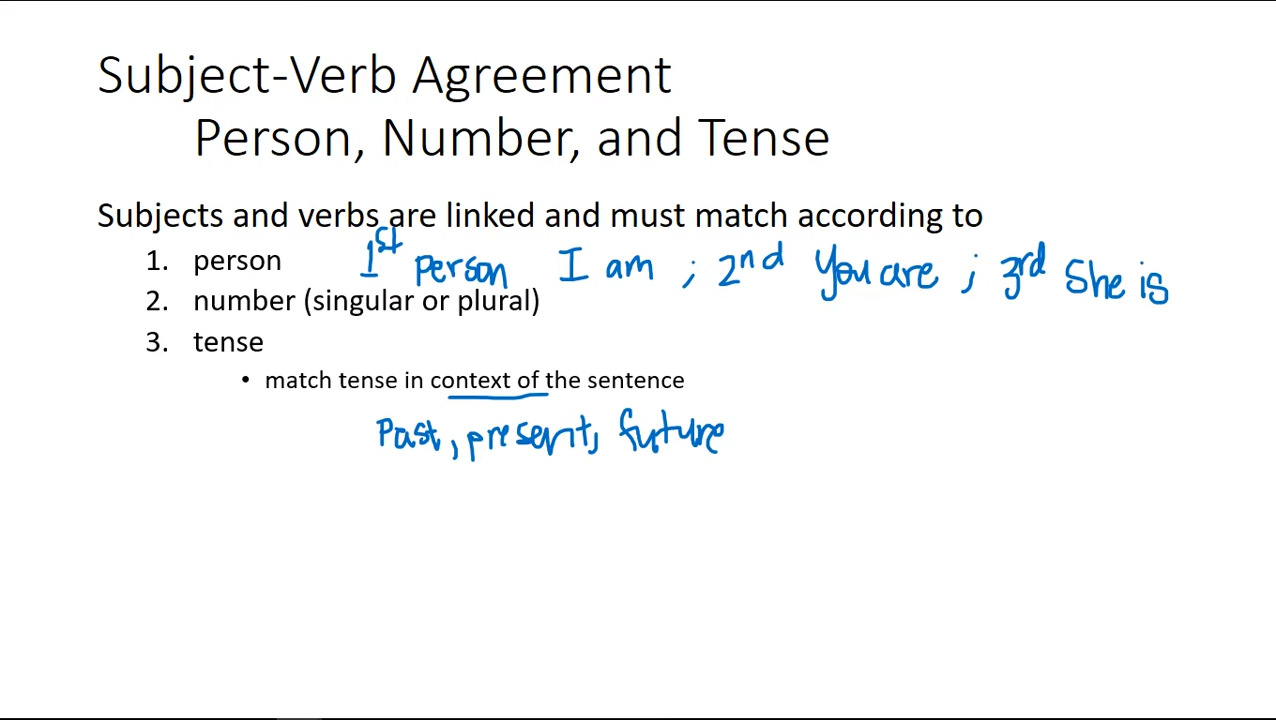 Subject-Verb Agreement
Person, Number, and Tense
Subjects and verbs are linked and must match according to
1. person 1st person I am ; 2nd You are ; 3rd She is
2. number (singular or plural)
3. tense
• match tense in context of the sentence
Past, present, future